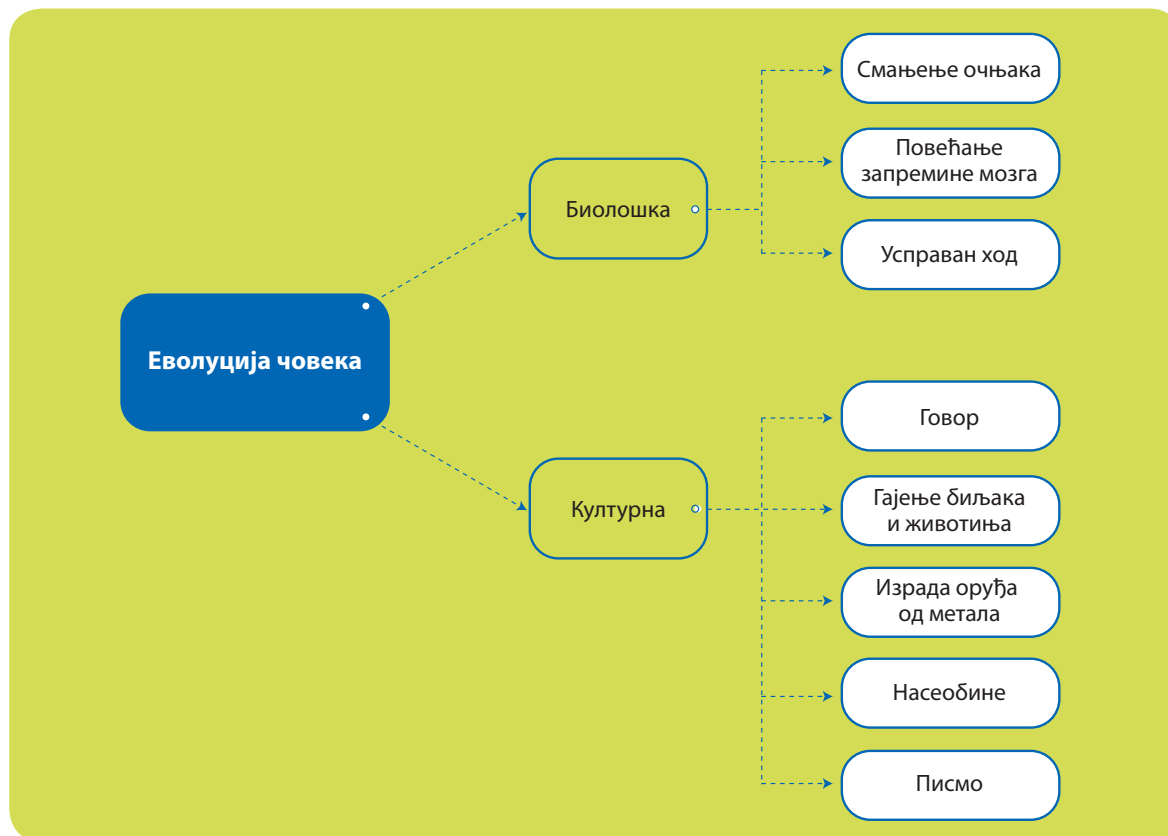 Еволуција човека
Биолошка
Смањење очњака
Повећање
запремине мозга
Усправан ход
Културна
Говор
Гајење биљака
и животиња
Израда оруђа
од метала
Насеобине
Писмо